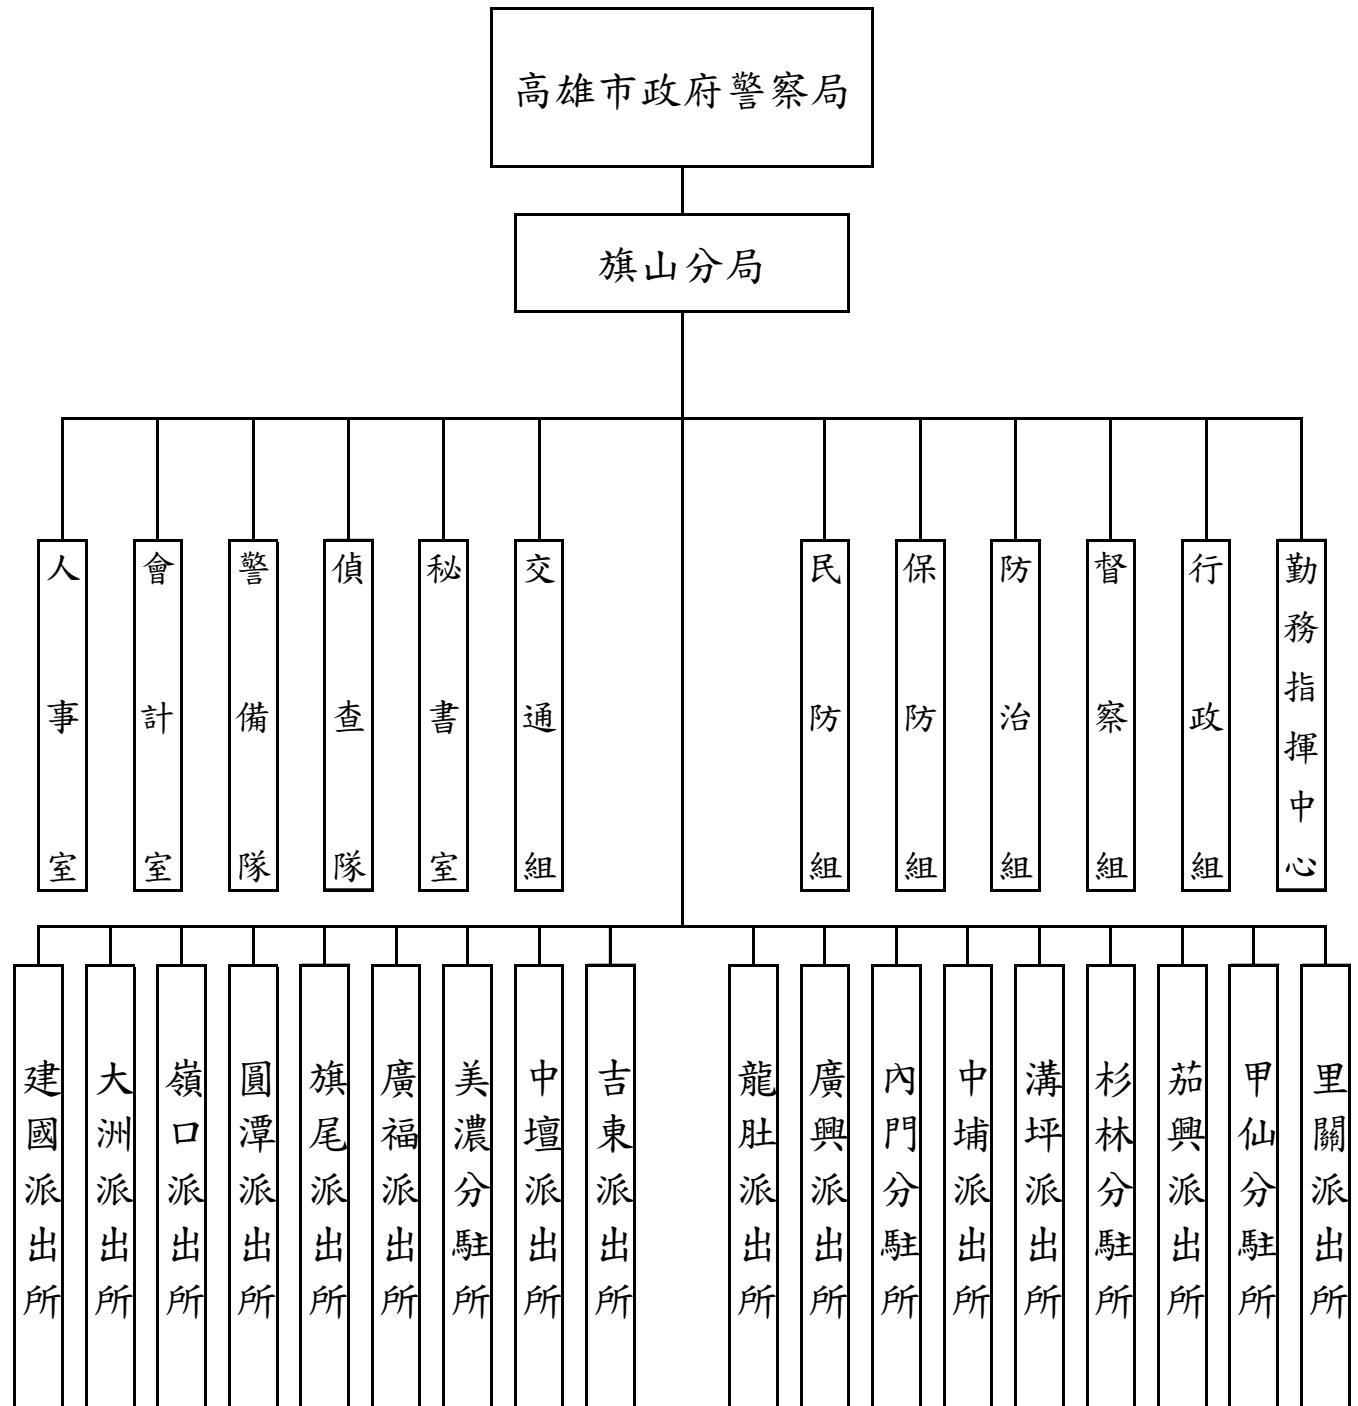 高雄市政府警察局
旗山分局
人事室
會計室
警備隊
偵查隊
秘書室
交通組
民防組
保防組
防治組
督察組
行政組
勤務指揮中心
建國派出所
大洲派出所
嶺口派出所
圓潭派出所
旗尾派出所
廣福派出所
美濃分駐所
中壇派出所
吉東派出所
龍肚派出所
廣興派出所
內門分駐所
中埔派出所
溝坪派出所
杉林分駐所
茄興派出所
甲仙分駐所
里關派出所